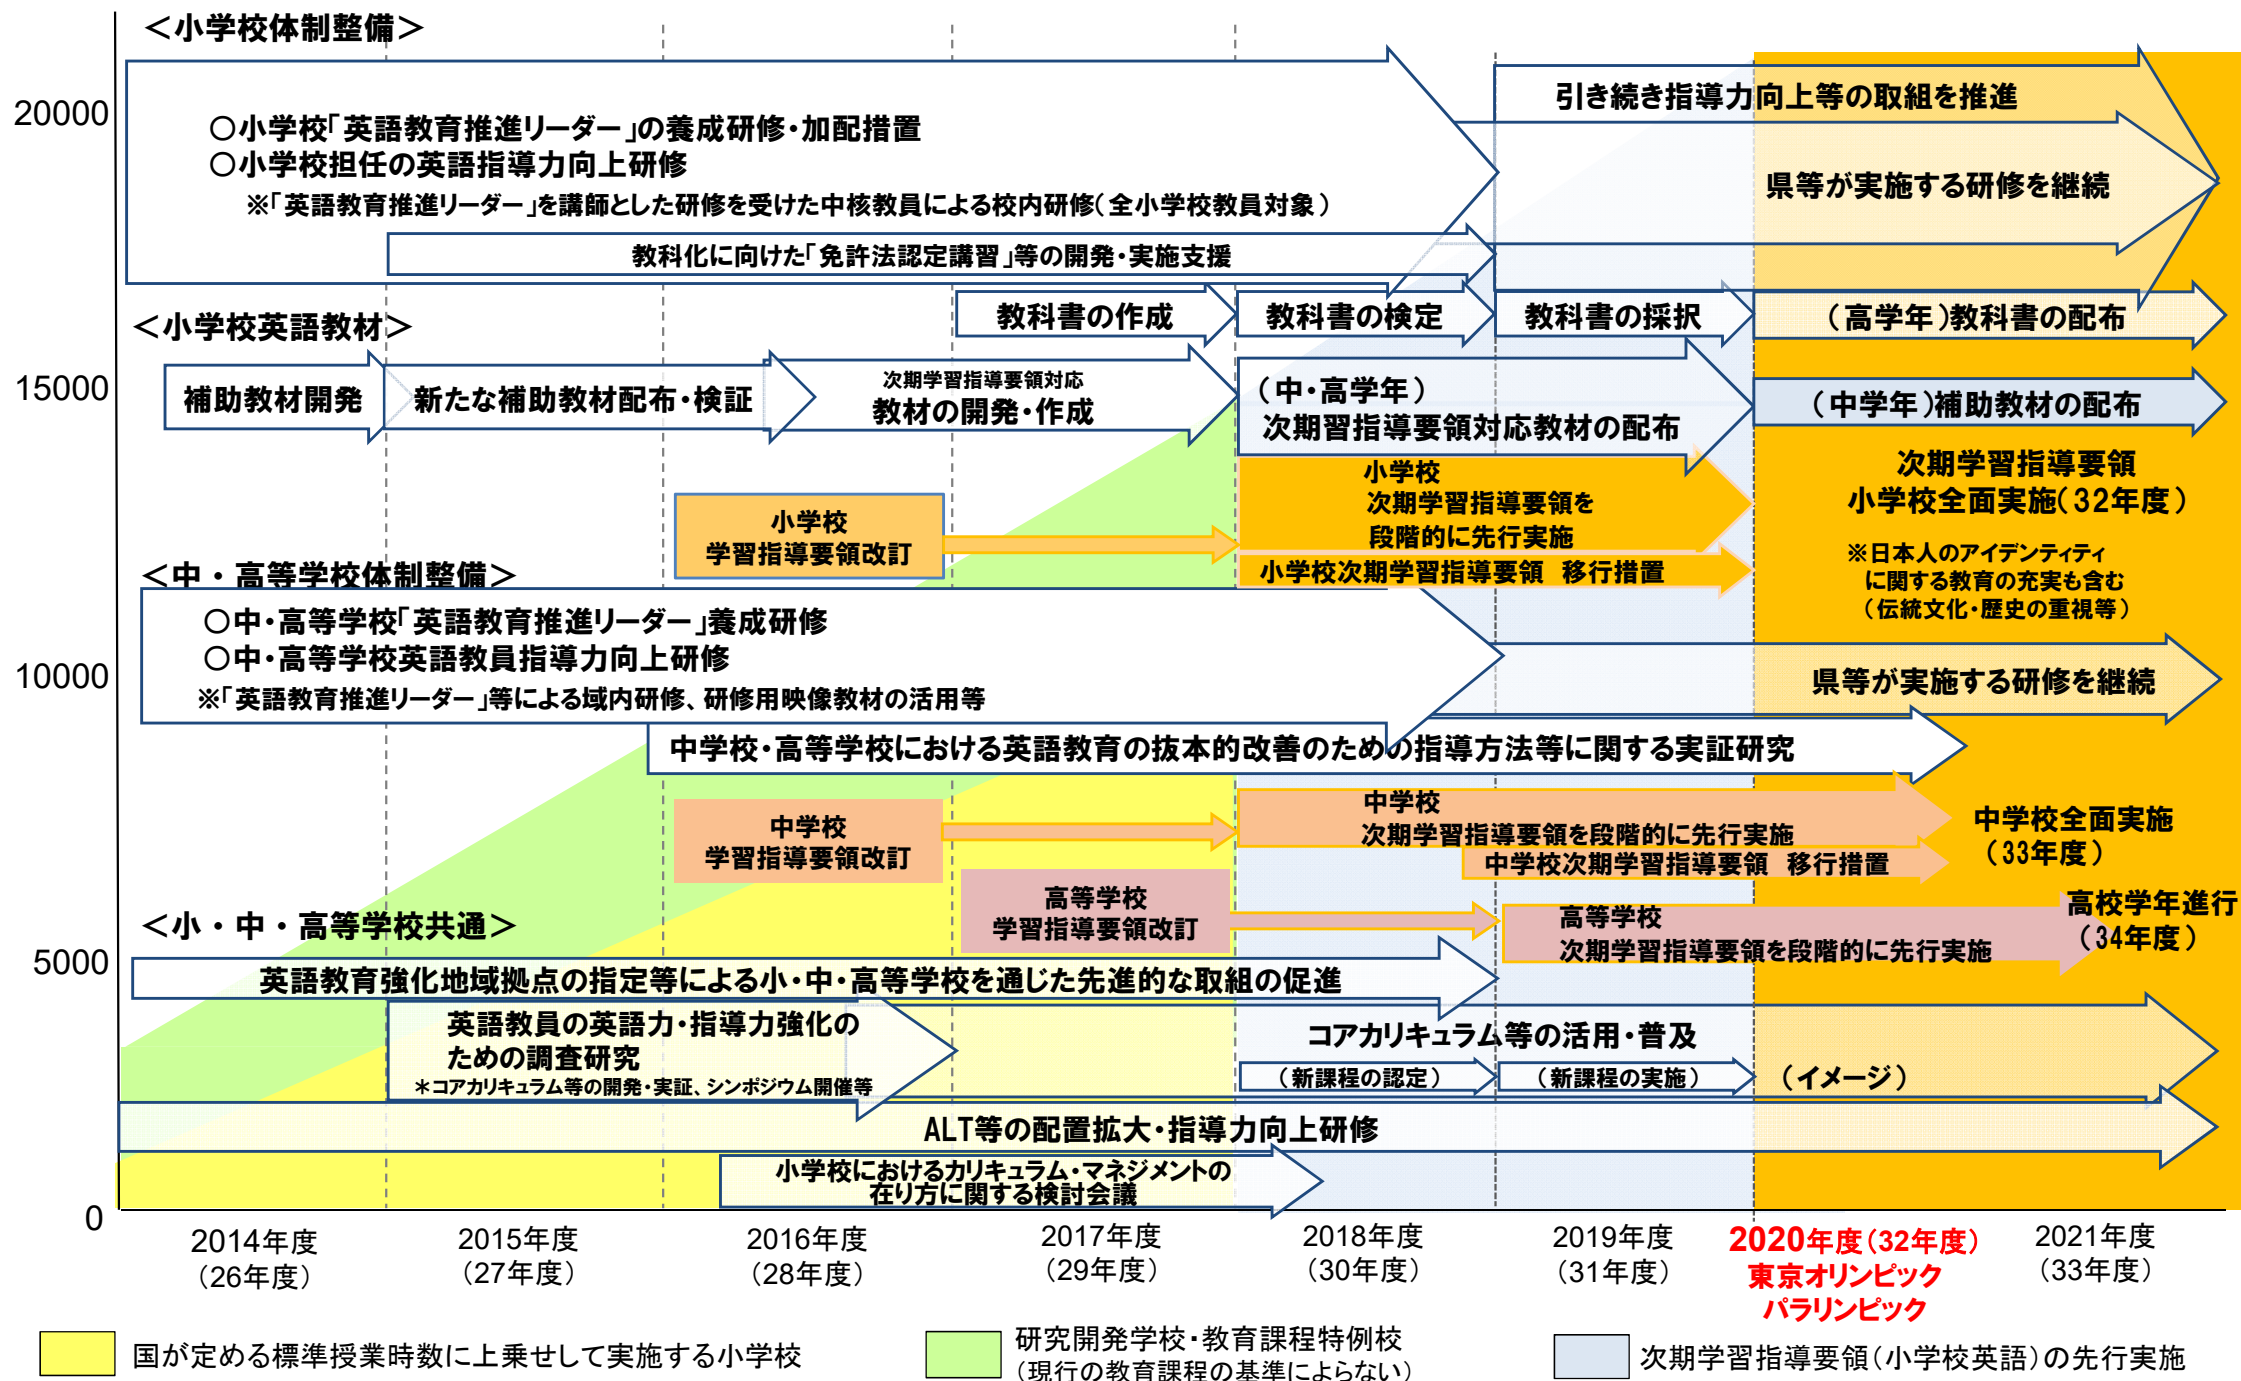 ＜小学校体制整備＞
20000
引き続き指導力向上等の取組を推進
○小学校「英語教育推進リーダー」の養成研修・加配措置
○小学校担任の英語指導力向上研修
※「英語教育推進リーダー」を講師とした研修を受けた中核教員による校内研修（全小学校教員対象）
県等が実施する研修を継続
教科化に向けた「免許法認定講習」等の開発・実施支援
＜小学校英語教材＞
教科書の作成
教科書の検定
教科書の採択
（高学年）教科書の配布
15000
補助教材開発
新たな補助教材配布・検証
次期学習指導要領対応
教材の開発・作成
（中・高学年）
次期習指導要領対応教材の配布
（中学年）補助教材の配布
小学校
学習指導要領改訂
小学校
次期学習指導要領を
段階的に先行実施
小学校次期学習指導要領　移行措置
次期学習指導要領
小学校全面実施（32年度）
※日本人のアイデンティティ
に関する教育の充実も含む
（伝統文化・歴史の重視等）
＜中・高等学校体制整備＞
10000
○中・高等学校「英語教育推進リーダー」養成研修
○中・高等学校英語教員指導力向上研修
※「英語教育推進リーダー」等による域内研修、研修用映像教材の活用等
県等が実施する研修を継続
中学校・高等学校における英語教育の抜本的改善のための指導方法等に関する実証研究
中学校
学習指導要領改訂
中学校
次期学習指導要領を段階的に先行実施
中学校次期学習指導要領　移行措置
中学校全面実施
（33年度）
高等学校
学習指導要領改訂
高等学校
次期学習指導要領を段階的に先行実施
高校学年進行
（34年度）
＜小・中・高等学校共通＞
5000
英語教育強化地域拠点の指定等による小・中・高等学校を通じた先進的な取組の促進
英語教員の英語力・指導力強化の
ための調査研究
＊コアカリキュラム等の開発・実証、シンポジウム開催等
コアカリキュラム等の活用・普及
（新課程の認定）
（新課程の実施）
（イメージ）
ALT等の配置拡大・指導力向上研修
小学校におけるカリキュラム・マネジメントの
在り方に関する検討会議
0
2014年度
（26年度）
2015年度
（27年度）
2016年度
（28年度）
2017年度
（29年度）
2018年度
（30年度）
2019年度
（31年度）
2020年度（32年度）
東京オリンピック
パラリンピック
2021年度
（33年度）
国が定める標準授業時数に上乗せして実施する小学校
研究開発学校・教育課程特例校
（現行の教育課程の基準によらない）
次期学習指導要領（小学校英語）の先行実施